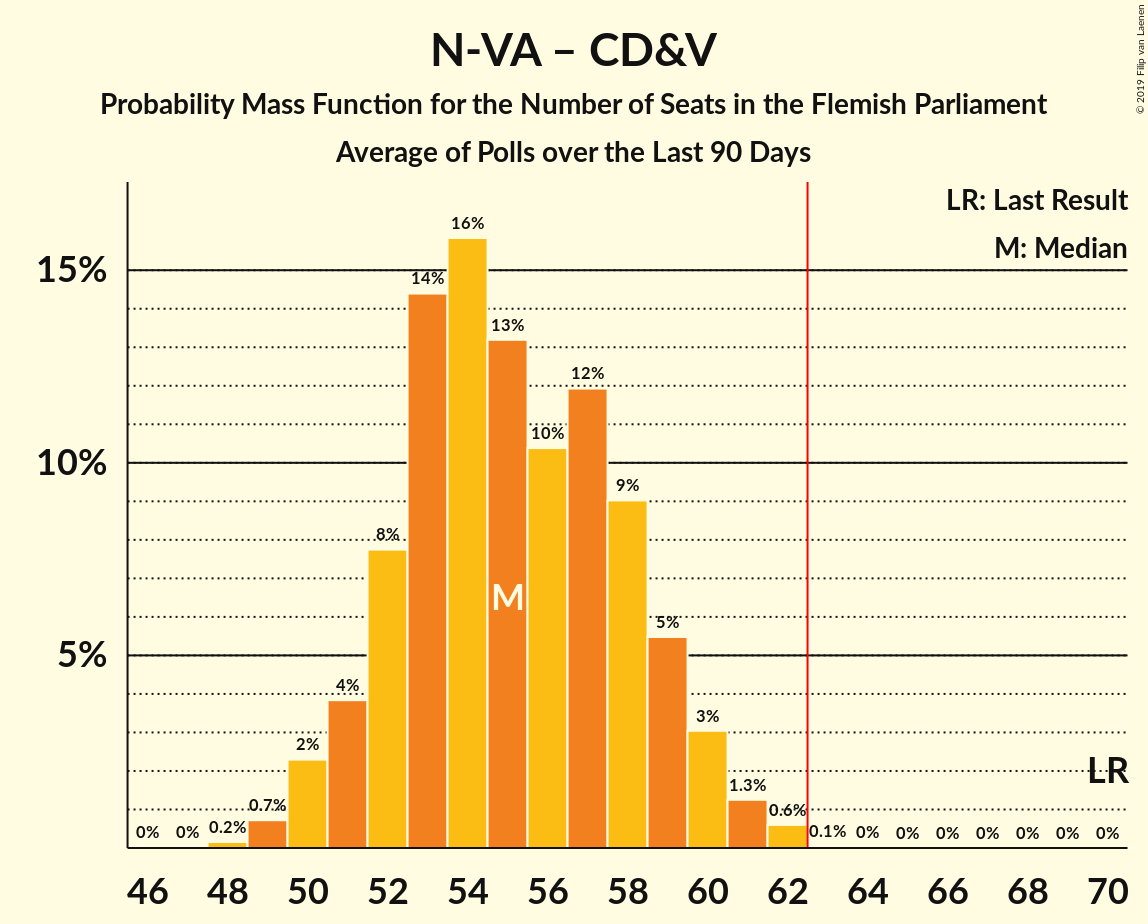 N-VA – CD&V
Probability Mass Function for the Number of Seats in the Flemish Parliament
Average of Polls over the Last 90 Days
© 2019 Filip van Laenen
LR: Last Result
M: Median
15%
10%
5%
0% 0% 0.2% 0.7% 2% 4% 8% 14% 16% 13% 10% 12% 9% 5% 3% 1.3% 0.6% 0.1% 0% 0% 0% 0% 0% 0% 0%
M
LR
46 48 50 52 54 56 58 60 62 64 66 68 70